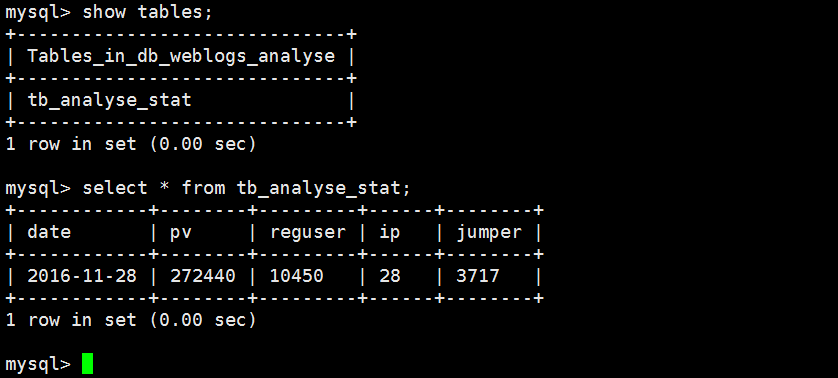 mysql> show tables;
+------------------------------+
| Tables_in_db_weblogs_analyse |
+------------------------------+
| tb_analyse_stat              |
+------------------------------+
1 row in set (0.00 sec)

mysql> select * from tb_analyse_stat;
+------------+--------+---------+------+--------+
| date       | pv     | reguser | ip   | jumper |
+------------+--------+---------+------+--------+
| 2016-11-28 | 272440 | 10450   | 28   | 3717   |
+------------+--------+---------+------+--------+
1 row in set (0.00 sec)

mysql>